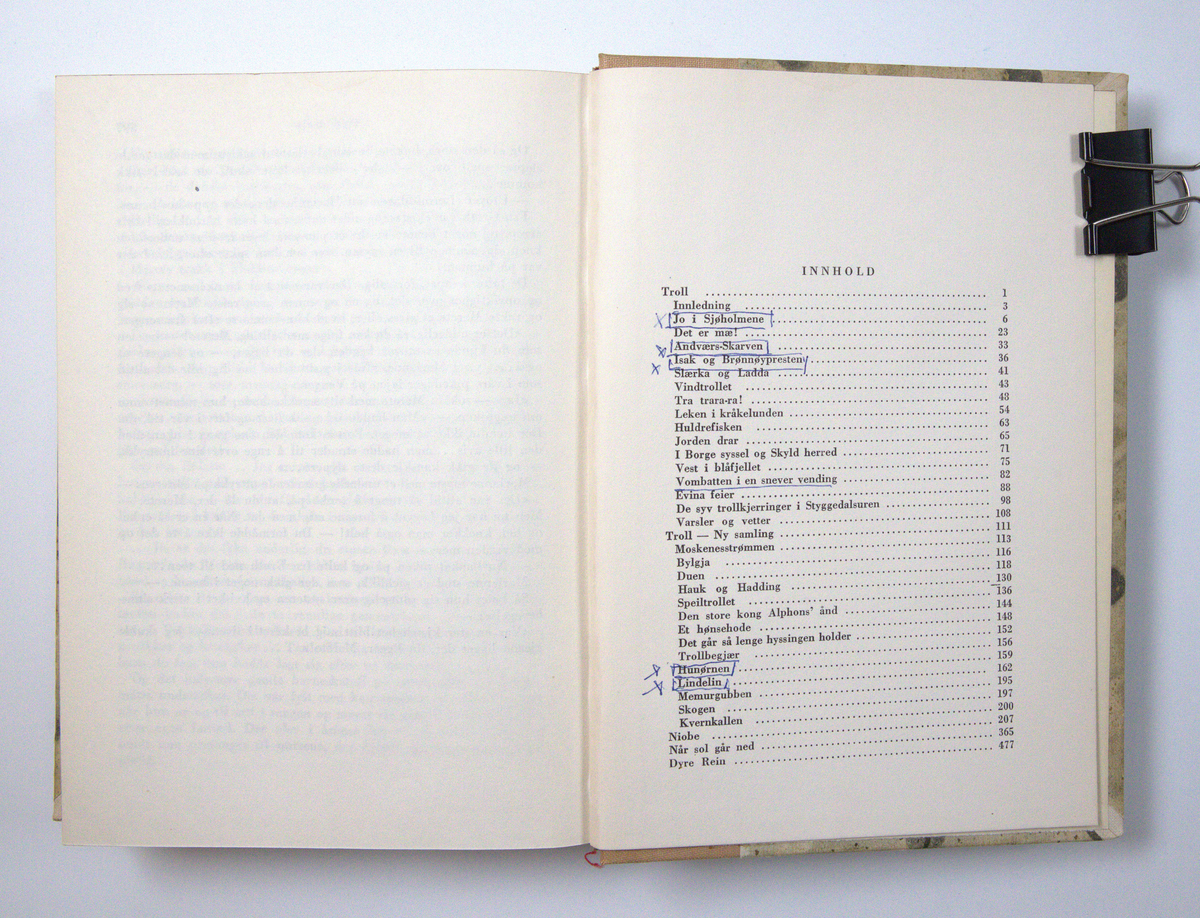 INNHOLD
Troll ........ 1
Innledning ........ 3
Jo i Sjøholmene ........ 6
Det er mæ! ........ 23
Andværs-Skarven ........ 33
Isak og Brønnøypresten ........ 36
Slærka og Ladda ........ 41
Vindtrollet ........ 43
Tra trara-ra! ........ 48
Leken i kråkelunden ........ 54
Huldrefisken ........ 63
Jorden drar ........ 65
I Borge syssel og Skyld herred ........ 71
Vest i blåfjellet ........ 75
Vombatten i en snever vending ........ 82
Evina feier ........ 88
De syv trollkjerringer i Styggedalsuren ........ 98
Varsler og vetter ........ 108
Troll — Ny samling ........ 111
Moskenesstrømmen ........ 113
Bylgja ........ 116
Duen ........ 118
Hauk og Hadding ........ 130
Speiltrollet ........ 136
Den store kong Alphons' ånd ........ 144
Et hønsehode ........ 148
Det går så lenge hyssingen holder ........ 152
Trollbegjær ........ 156
Hunørnen ........ 159
Lindelin ........ 162
Memurgubben ........ 195
Skogen ........ 197
Kvernkallen ........ 200
Niobe ........ 207
Når sol går ned ........ 365
Dyre Rein ........ 477